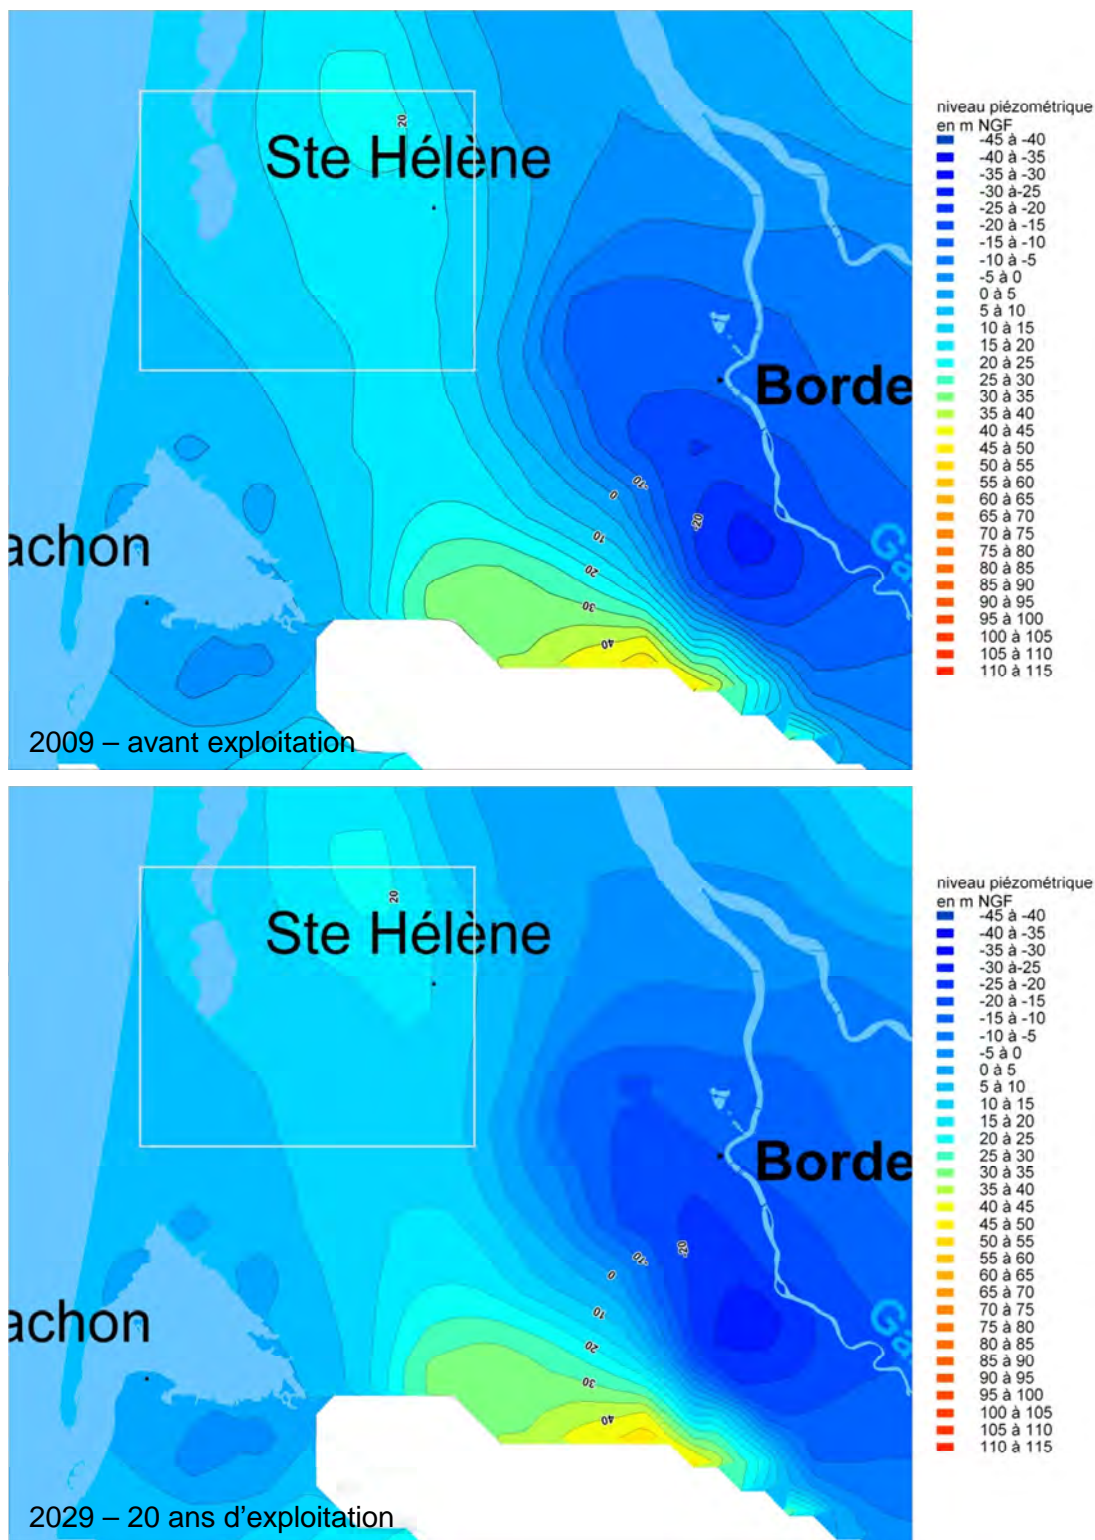 20
Ste Hélène
Borde
-10
0
-20
10
achon
20
Ga
30
40
2009 – avant exploitation
niveau piézométrique
en m NGF
-45 à -40
-40 à -35
-35 à -30
-30 à-25
-25 à -20
-20 à -15
-15 à -10
-10 à -5
-5 à 0
0 à 5
5 à 10
10 à 15
15 à 20
20 à 25
25 à 30
30 à 35
35 à 40
40 à 45
45 à 50
50 à 55
55 à 60
60 à 65
65 à 70
70 à 75
75 à 80
80 à 85
85 à 90
90 à 95
95 à 100
100 à 105
105 à 110
110 à 115
20
Ste Hélène
Borde
-20
-10
0
10
achon
Ga
20
30
40
2029 – 20 ans d'exploitation
niveau piézométrique
en m NGF
-45 à -40
-40 à -35
-35 à -30
-30 à-25
-25 à -20
-20 à -15
-15 à -10
-10 à -5
-5 à 0
0 à 5
5 à 10
10 à 15
15 à 20
20 à 25
25 à 30
30 à 35
35 à 40
40 à 45
45 à 50
50 à 55
55 à 60
60 à 65
65 à 70
70 à 75
75 à 80
80 à 85
85 à 90
90 à 95
95 à 100
100 à 105
105 à 110
110 à 115